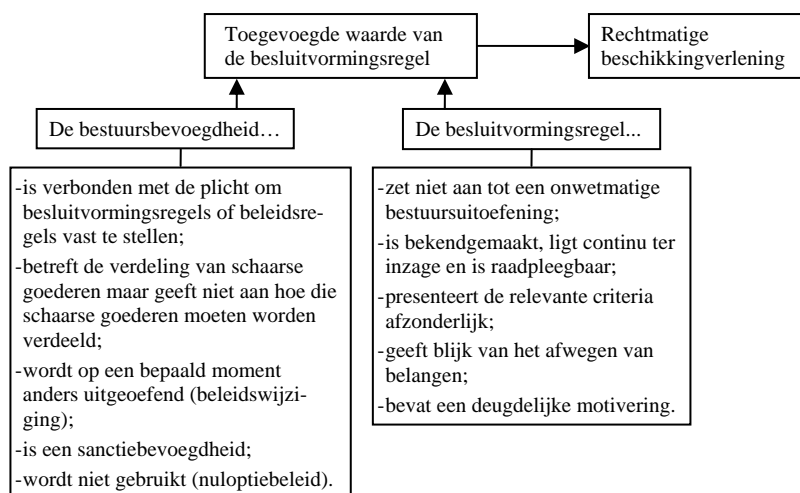 Toegevoegde waarde van
de besluitvormingsregel
Rechtmatige
beschikkingverlening
De bestuursbevoegdheid…
-is verbonden met de plicht om
besluitvormingsregels of beleidsre-
gels vast te stellen;
-betreft de verdeling van schaarse
goederen maar geeft niet aan hoe die
schaarse goederen moeten worden
verdeeld;
-wordt op een bepaald moment
anders uitgeoefend (beleidswijzi-
ging);
-is een sanctiebevoegdheid;
-wordt niet gebruikt (nuloptiebeleid).
De besluitvormingsregel...
-zet niet aan tot een onwetmatige
bestuursuitoefening;
-is bekendgemaakt, ligt continu ter
inzage en is raadpleegbaar;
-presenteert de relevante criteria
afzonderlijk;
-geeft blijk van het afwegen van
belangen;
-bevat een deugdelijke motivering.